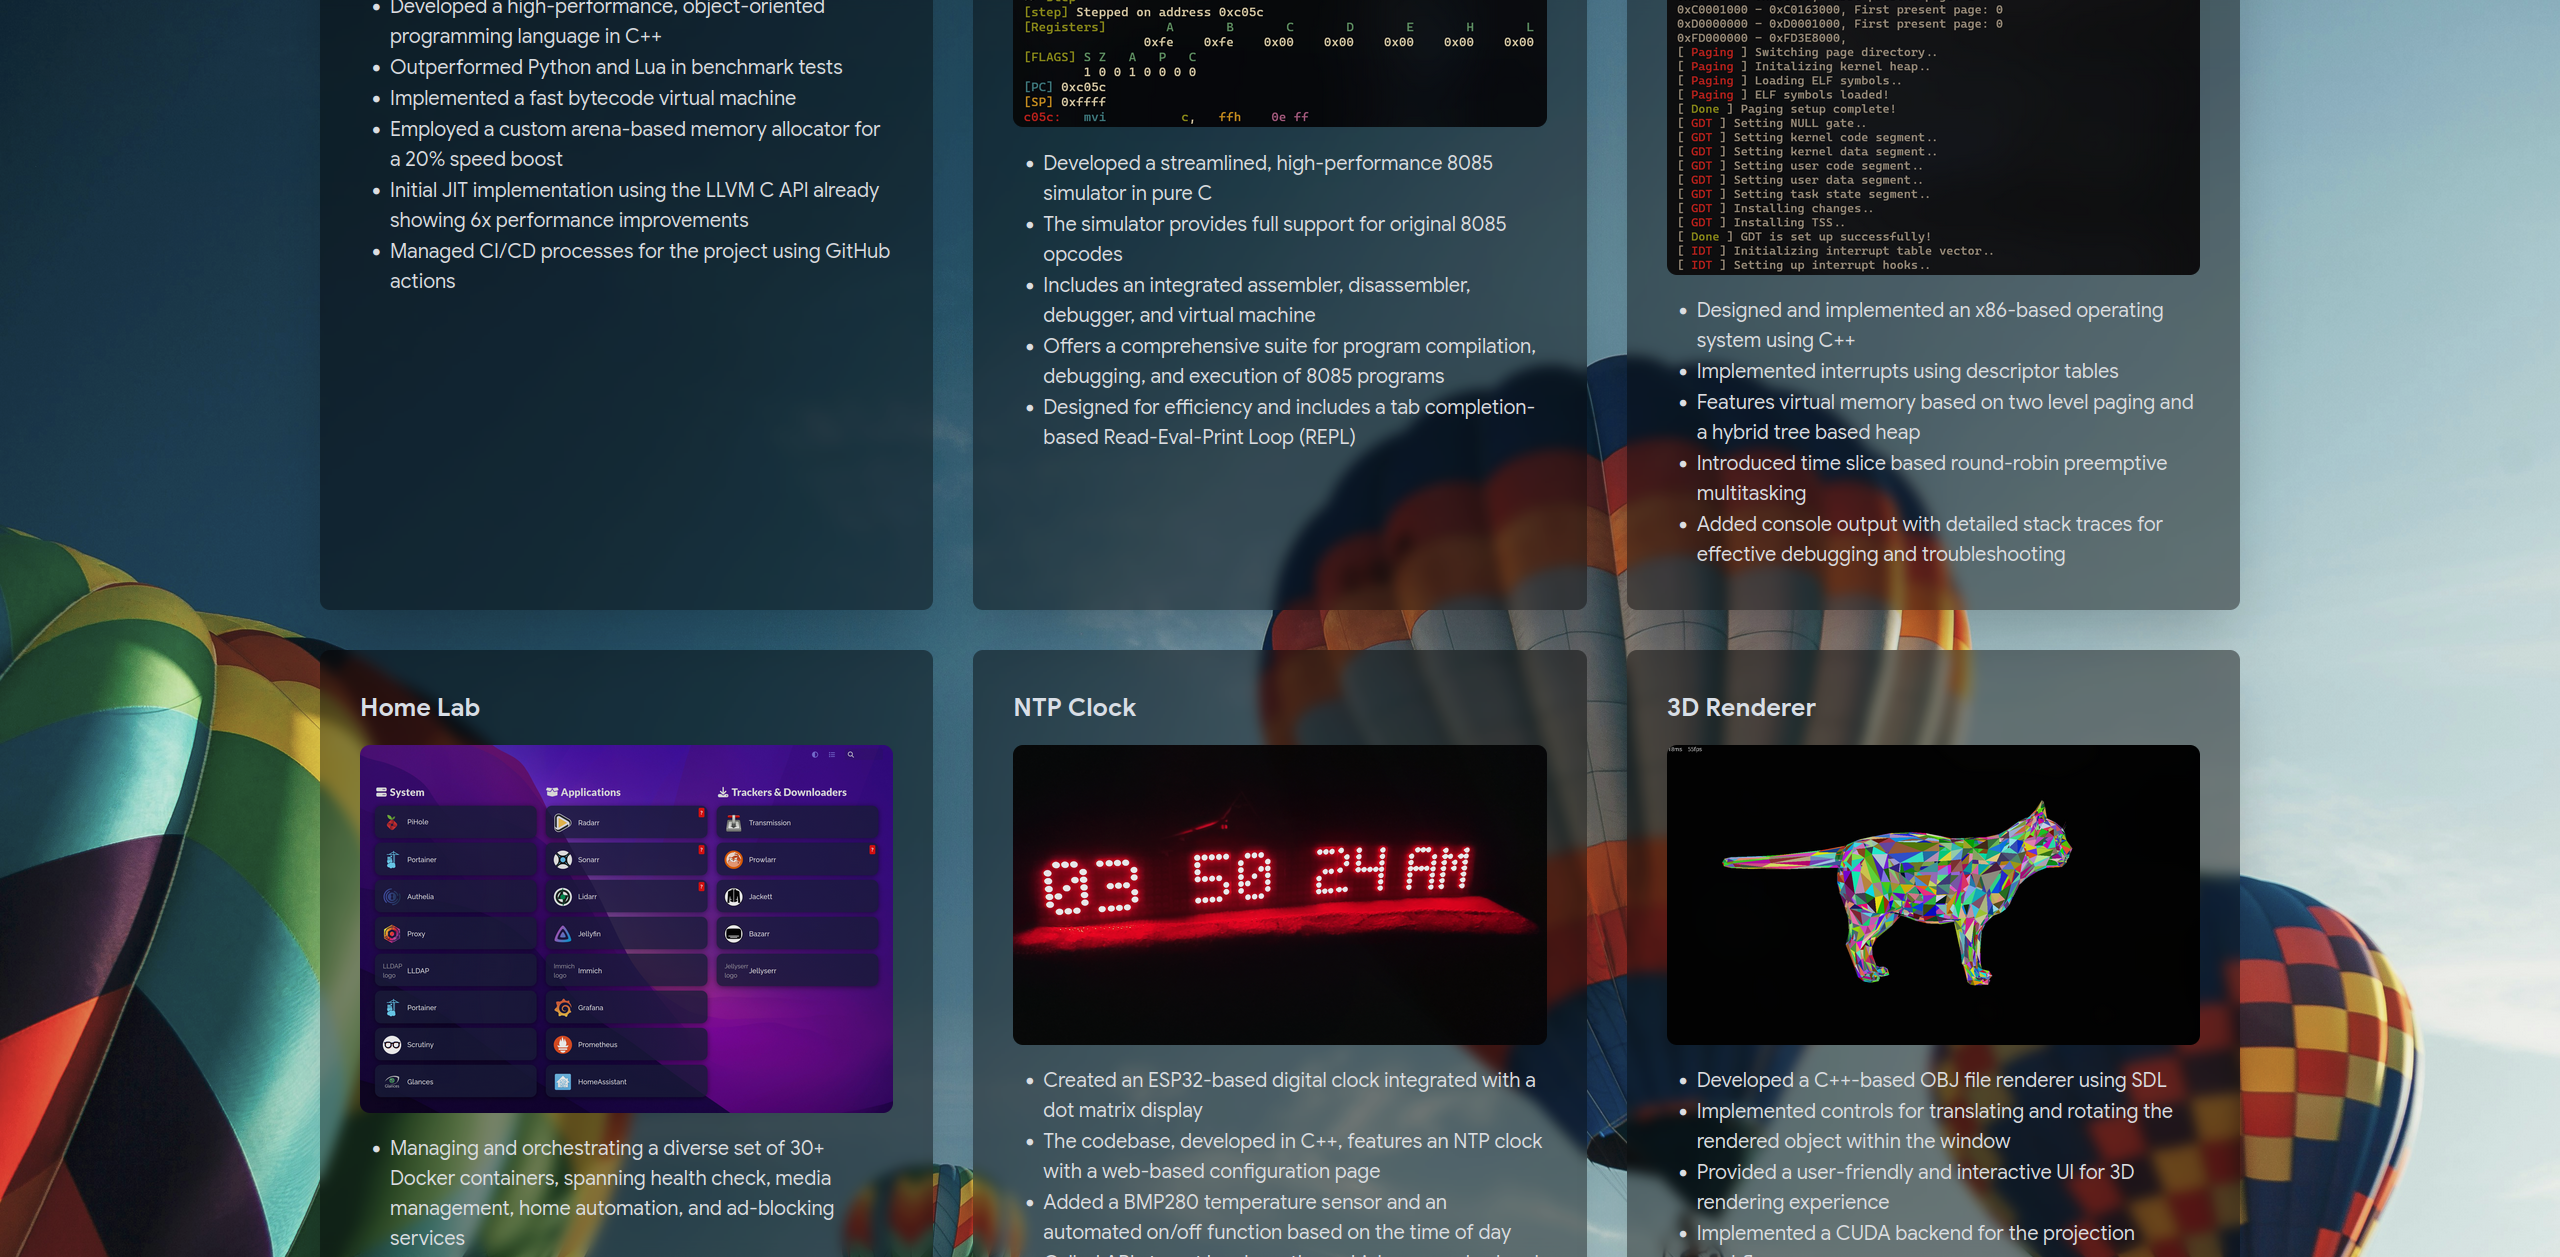 Developed a high-performance, object-oriented
programming language in C++
Outperformed Python and Lua in benchmark tests
Implemented a fast bytecode virtual machine
Employed a custom arena-based memory allocator for
a 20% speed boost
Initial JIT implementation using the LLVM C API already
showing 6x performance improvements
Managed CI/CD processes for the project using GitHub
actions
[step] Stepped on address 0xc05c
[Registers] A B C D E H L
0xfe 0xfe 0x00 0x00 0x00 0x00 0x00
[FLAGS] S Z A P C
1 0 0 1 0 0 0 0
[PC] 0xc05c
[SP] 0xffff
c05c: mvi c, ffh 0e ff
Developed a streamlined, high-performance 8085
simulator in pure C
The simulator provides full support for original 8085
opcodes
Includes an integrated assembler, disassembler,
debugger, and virtual machine
Offers a comprehensive suite for program compilation,
debugging, and execution of 8085 programs
Designed for efficiency and includes a tab completion-
based Read-Eval-Print Loop (REPL)
0xC0001000 - 0xC0163000, First present page: 0
0xD0000000 - 0xD0001000, First present page: 0
0xFD000000 - 0xFD3E8000,
[ Paging ] Switching page directory..
[ Paging ] Initalizing kernel heap..
[ Paging ] Loading ELF symbols..
[ Paging ] ELF symbols loaded!
[ Done ] Paging setup complete!
[ GDT ] Setting NULL gate..
[ GDT ] Setting kernel code segment..
[ GDT ] Setting kernel data segment..
[ GDT ] Setting user code segment..
[ GDT ] Setting user data segment..
[ GDT ] Setting task state segment..
[ GDT ] Installing changes..
[ GDT ] Installing TSS..
[ Done ] GDT is set up successfully!
[ IDT ] Initializing interrupt table vector..
[ IDT ] Setting up interrupt hooks..
Designed and implemented an x86-based operating
system using C++
Implemented interrupts using descriptor tables
Features virtual memory based on two level paging and
a hybrid tree based heap
Introduced time slice based round-robin preemptive
multitasking
Added console output with detailed stack traces for
effective debugging and troubleshooting
Home Lab
System
PiHole
Portainer
Authelia
Proxy
LLDAP logo LLDAP
Portainer
Scrutiny
Glances
Applications
Radarr
Sonarr
Lidarr
Jellyfin
Immich logo Immich
Grafana
Prometheus
HomeAssistant
Trackers & Downloaders
Transmission
Prowlarr
Jackett
Bazarr
Jellyserr logo Jellyserr
Managing and orchestrating a diverse set of 30+
Docker containers, spanning health check, media
management, home automation, and ad-blocking
services
NTP Clock
03 50 24 AM
Created an ESP32-based digital clock integrated with a
dot matrix display
The codebase, developed in C++, features an NTP clock
with a web-based configuration page
Added a BMP280 temperature sensor and an
automated on/off function based on the time of day
3D Renderer
55fps
Developed a C++-based OBJ file renderer using SDL
Implemented controls for translating and rotating the
rendered object within the window
Provided a user-friendly and interactive UI for 3D
rendering experience
Implemented a CUDA backend for the projection